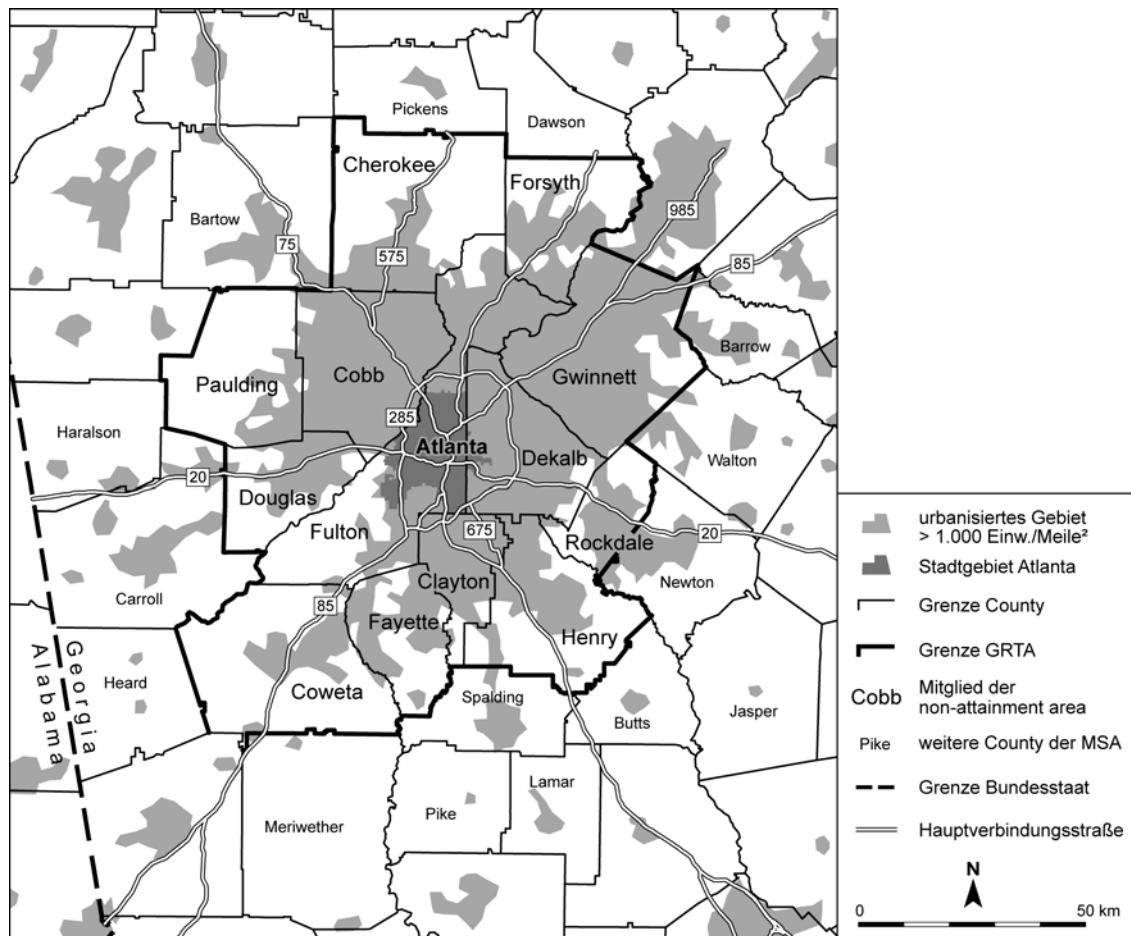 Pickens
Dawson
Cherokee
Forsyth
Bartow
985
75
575
85
Barrow
Paulding
Cobb
Gwinnett
285
Haralson
Atlanta
Dekalb
Walton
20
Douglas
Fulton
675
Rockdale
20
Carroll
Clayton
Newton
85
Fayette
Henry
Georgia
Alabama
Heard
Coweta
Spalding
Butts
Jasper
Lamar
Meriwether
Pike
urbanisiertes Gebiet
> 1.000 Einw./Meile²
Stadtgebiet Atlanta
Grenze County
Grenze GRTA
Cobb Mitglied der
non-attainment area
Pike weitere County der MSA
Grenze Bundesstaat
Hauptverbindungsstraße
N
0 50 km